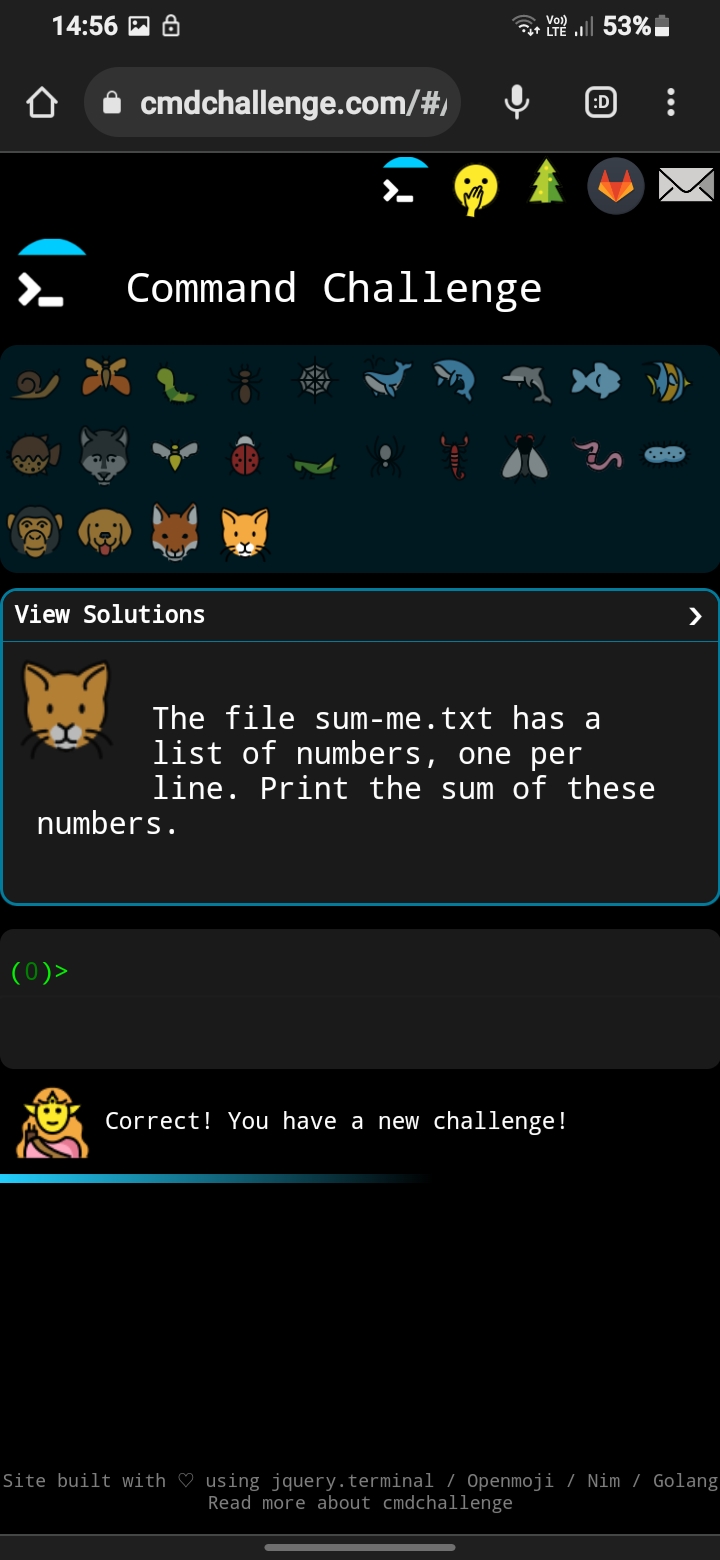 14:56 Vo)) LTE 53%
cmdchallenge.com/#/
:D
Command Challenge
View Solutions
The file sum-me.txt has a
list of numbers, one per
line. Print the sum of these
numbers.
(0)>
Correct! You have a new challenge!
Site built with ♡ using jquery.terminal / Openmoji / Nim / Golang
Read more about cmdchallenge